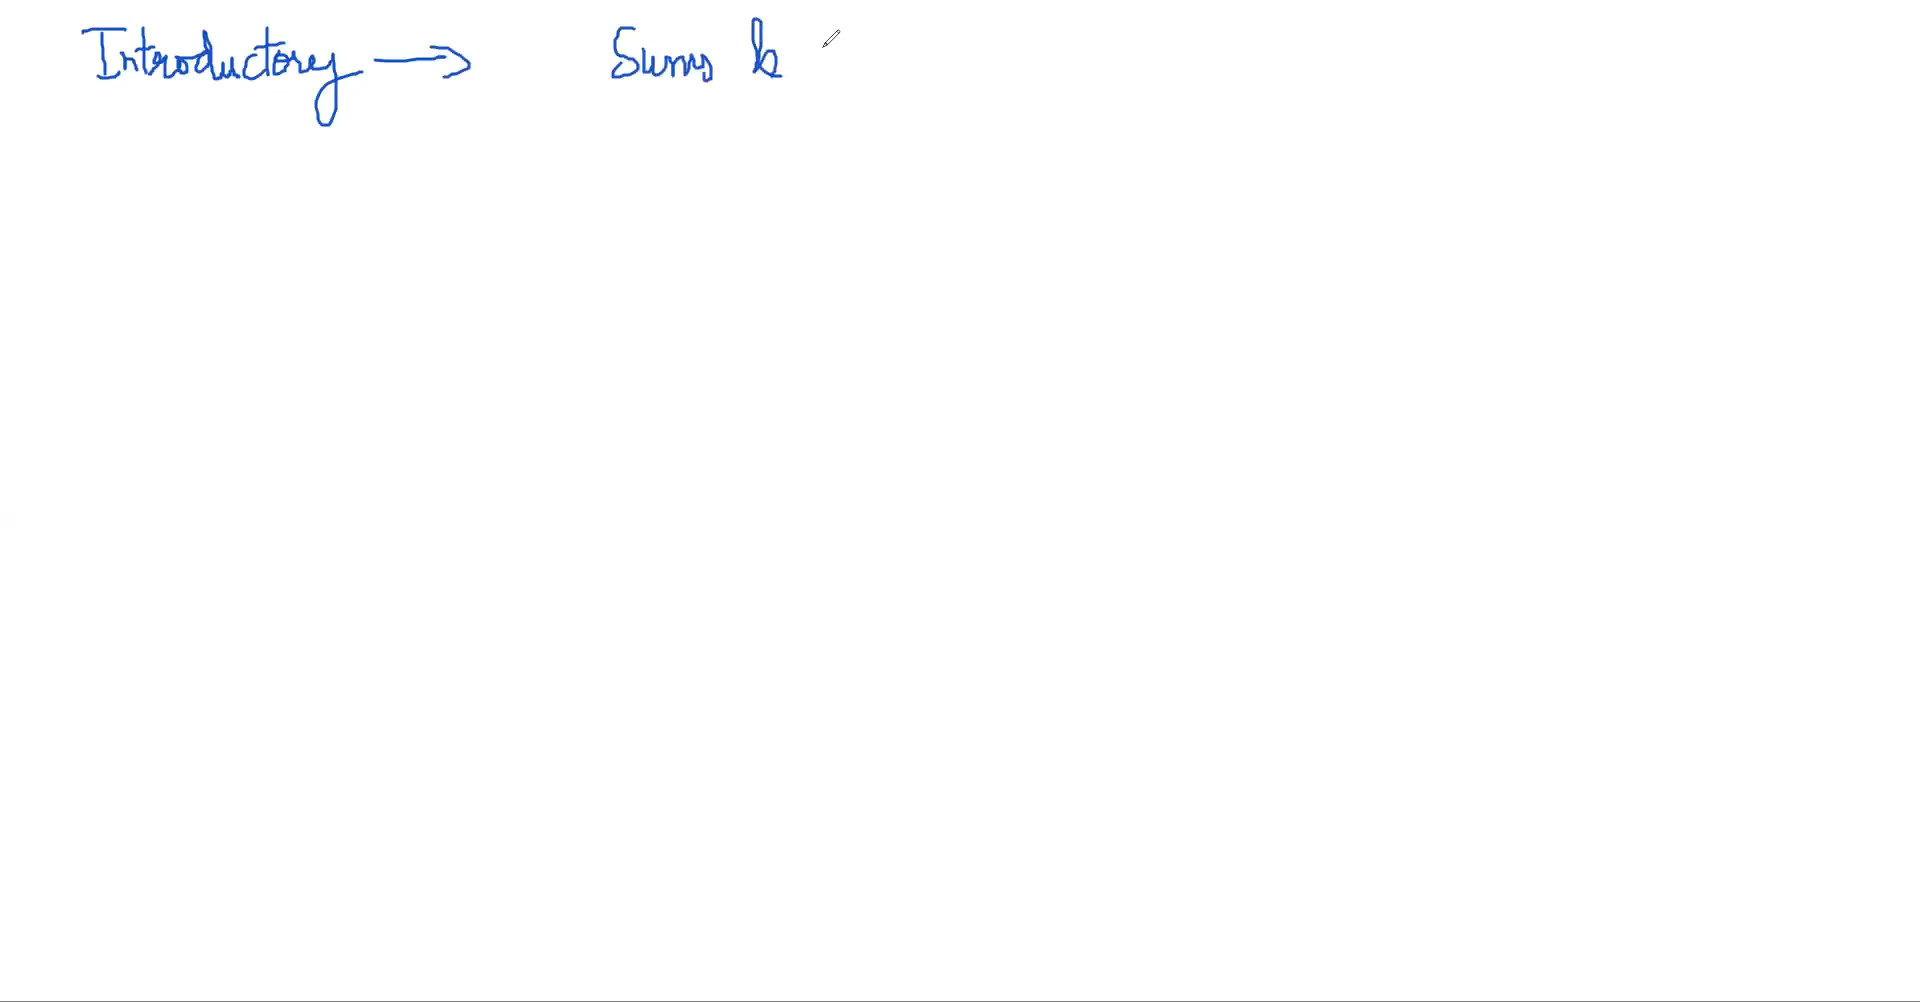 Introductory → Sums k